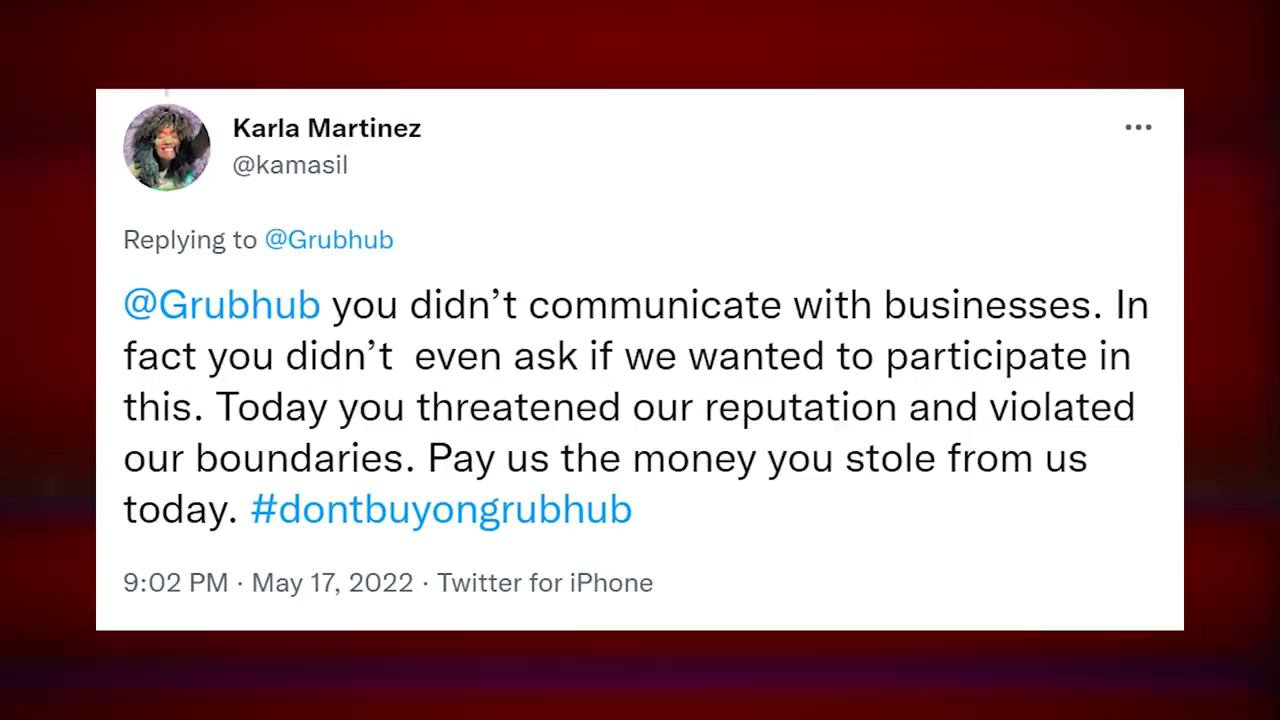 Karla Martinez
@kamasil
Replying to @Grubhub
@Grubhub you didn’t communicate with businesses. In
fact you didn’t  even ask if we wanted to participate in
this. Today you threatened our reputation and violated
our boundaries. Pay us the money you stole from us
today. #dontbuyongrubhub
9:02 PM · May 17, 2022 · Twitter for iPhone